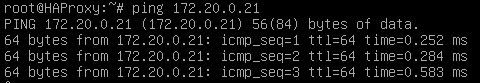 root@HAProxy:~# ping 172.20.0.21
PING 172.20.0.21 (172.20.0.21) 56(84) bytes of data.
64 bytes from 172.20.0.21: icmp_seq=1 ttl=64 time=0.252 ms
64 bytes from 172.20.0.21: icmp_seq=2 ttl=64 time=0.284 ms
64 bytes from 172.20.0.21: icmp_seq=3 ttl=64 time=0.583 ms